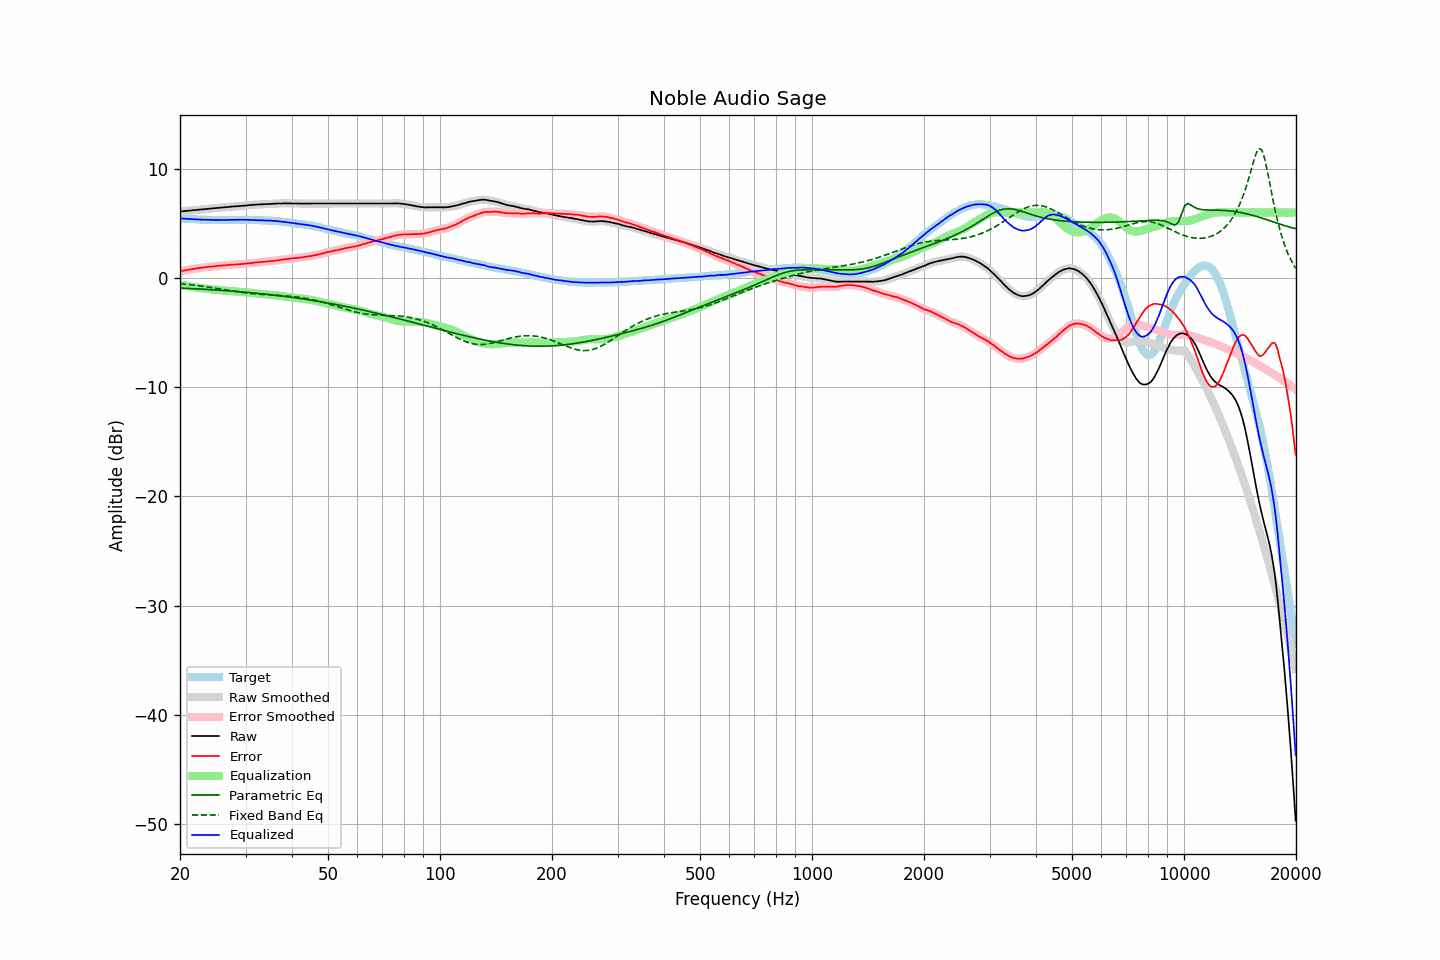 Noble Audio Sage
10
0
−10
−20
−30
−40
−50
Amplitude (dBr)
Target
Raw Smoothed
Error Smoothed
Raw
Error
Equalization
Parametric Eq
Fixed Band Eq
Equalized
20 50 100 200 500 1000 2000 5000 10000 20000
Frequency (Hz)